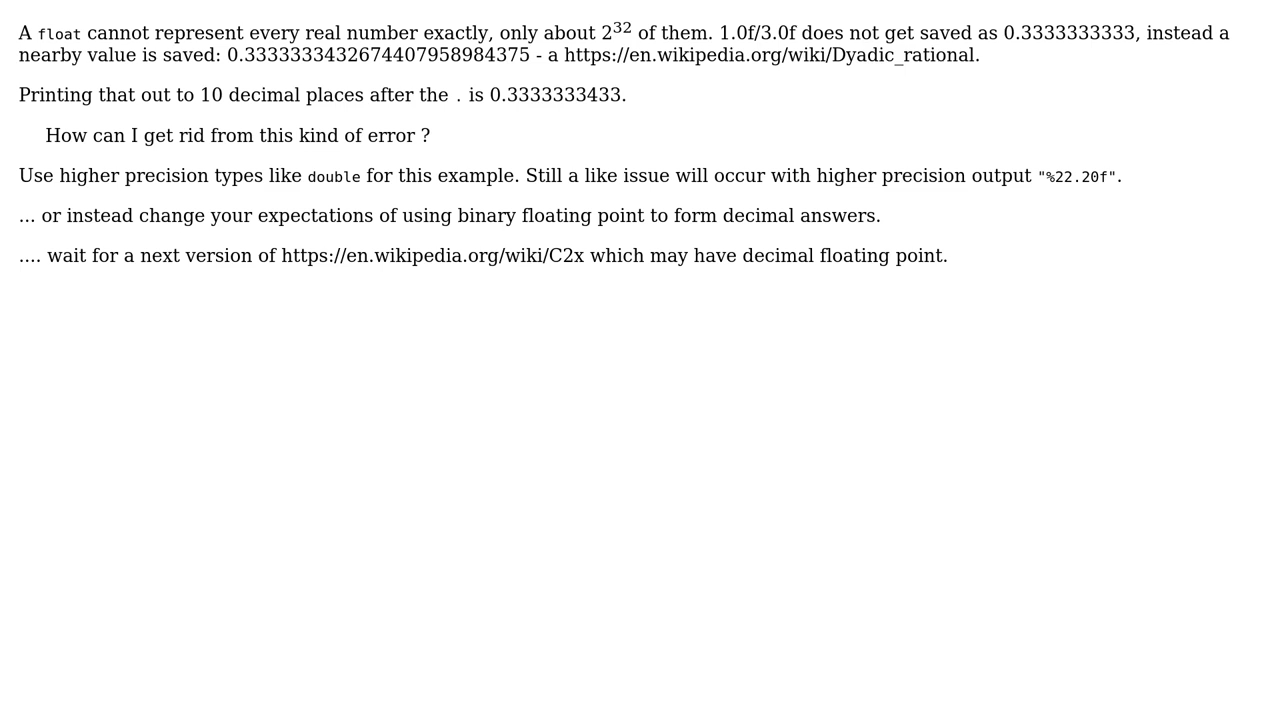 A float cannot represent every real number exactly, only about 2³² of them. 1.0f/3.0f does not get saved as 0.3333333333, instead a
nearby value is saved: 0.3333333432674407958984375 - a https://en.wikipedia.org/wiki/Dyadic_rational.
Printing that out to 10 decimal places after the . is 0.3333333433.
How can I get rid from this kind of error ?
Use higher precision types like double for this example. Still a like issue will occur with higher precision output "%22.20f".
... or instead change your expectations of using binary floating point to form decimal answers.
.... wait for a next version of https://en.wikipedia.org/wiki/C2x which may have decimal floating point.